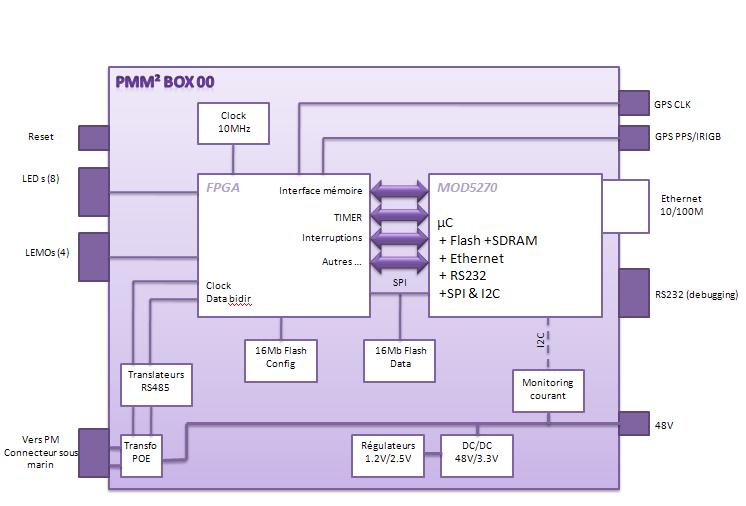 PMM² BOX 00
Clock
10MHz
GPS CLK
GPS PPS/IRIGB
Reset
LED s (8)
LEMOs (4)
FPGA
Interface mémoire
TIMER
Interruptions
Autres ...
Clock
Data bidir
SPI
MOD5270
µC
+ Flash +SDRAM
+ Ethernet
+ RS232
+SPI & I2C
Ethernet
10/100M
RS232 (debugging)
16Mb Flash
Config
16Mb Flash
Data
I2C
Translateurs
RS485
Monitoring
courant
48V
Vers PM
Connecteur sous
marin
Transfo
POE
Régulateurs
1.2V/2.5V
DC/DC
48V/3.3V